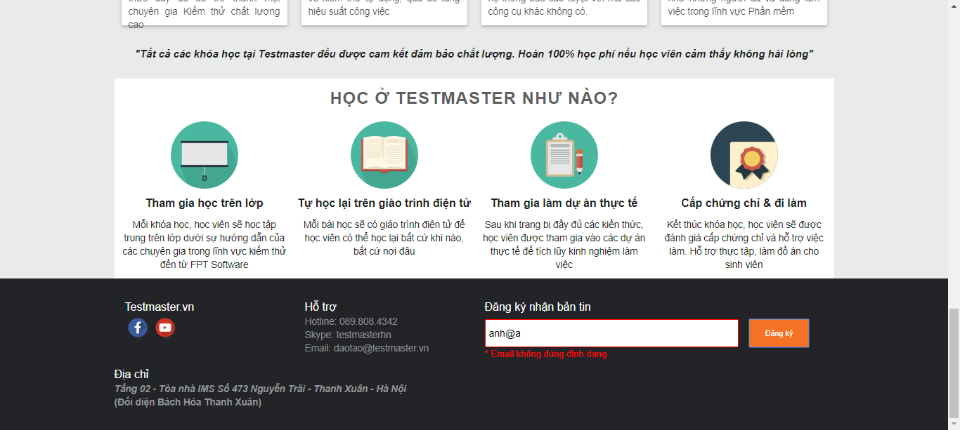 chuyên gia Kiểm thử chất lượng
cao
hiệu suất công việc
công cụ khác không có.
việc trong lĩnh vực Phần mềm
"Tất cả các khóa học tại Testmaster đều được cam kết đảm bảo chất lượng. Hoàn 100% học phí nếu học viên cảm thấy không hài lòng"
HỌC Ở TESTMASTER NHƯ NÀO?
Tham gia học trên lớp
Mỗi khóa học, học viên sẽ học tập
trung trên lớp dưới sự hướng dẫn của
các chuyên gia trong lĩnh vực kiểm thử
đến từ FPT Software
Tự học lại trên giáo trình điện tử
Mỗi bài học sẽ có giáo trình điện tử để
học viên có thể học lại bất cứ khi nào,
bất cứ nơi đâu
Tham gia làm dự án thực tế
Sau khi trang bị đầy đủ các kiến thức,
học viên được tham gia vào các dự án
thực tế để tích lũy kinh nghiệm làm
việc
Cấp chứng chỉ & đi làm
Kết thúc khóa học, học viên sẽ được
đánh giá cấp chứng chỉ và hỗ trợ việc
làm. Hỗ trợ thực tập, làm đồ án cho
sinh viên
Testmaster.vn
Hỗ trợ
Hotline: 089.808.4342
Skype: testmasterhn
Email: daotao@testmaster.vn
Đăng ký nhận bản tin
anh@a
Đăng ký
* Email không đúng định dạng
Địa chỉ
Tầng 02 - Tòa nhà IMS Số 473 Nguyễn Trãi - Thanh Xuân - Hà Nội
(Đối diện Bách Hóa Thanh Xuân)